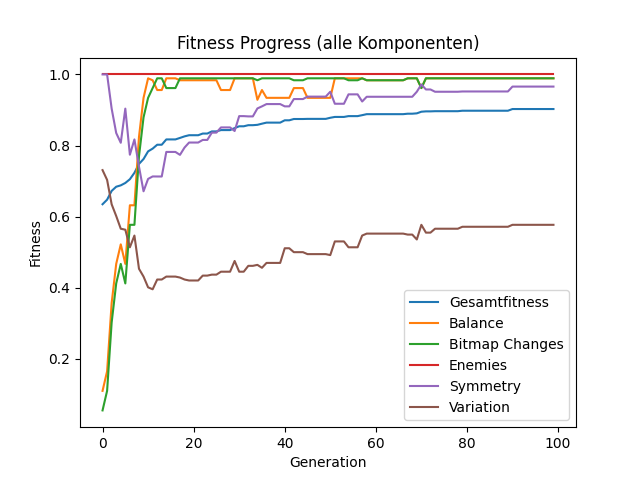 Fitness Progress (alle Komponenten)
1.0
0.8
0.6
0.4
0.2
Fitness
0 20 40 60 80 100
Generation
Gesamtfitness
Balance
Bitmap Changes
Enemies
Symmetry
Variation